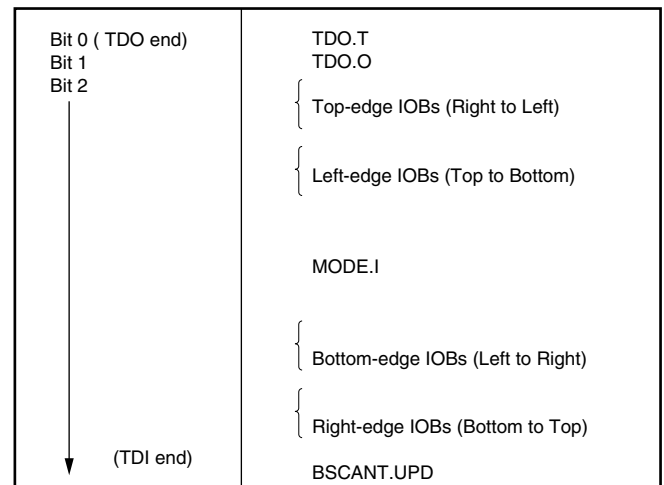 Bit 0 ( TDO end)
Bit 1
Bit 2
(TDI end)
TDO.T
TDO.O
Top-edge IOBs (Right to Left)
Left-edge IOBs (Top to Bottom)
MODE.I
Bottom-edge IOBs (Left to Right)
Right-edge IOBs (Bottom to Top)
BSCANT.UPD